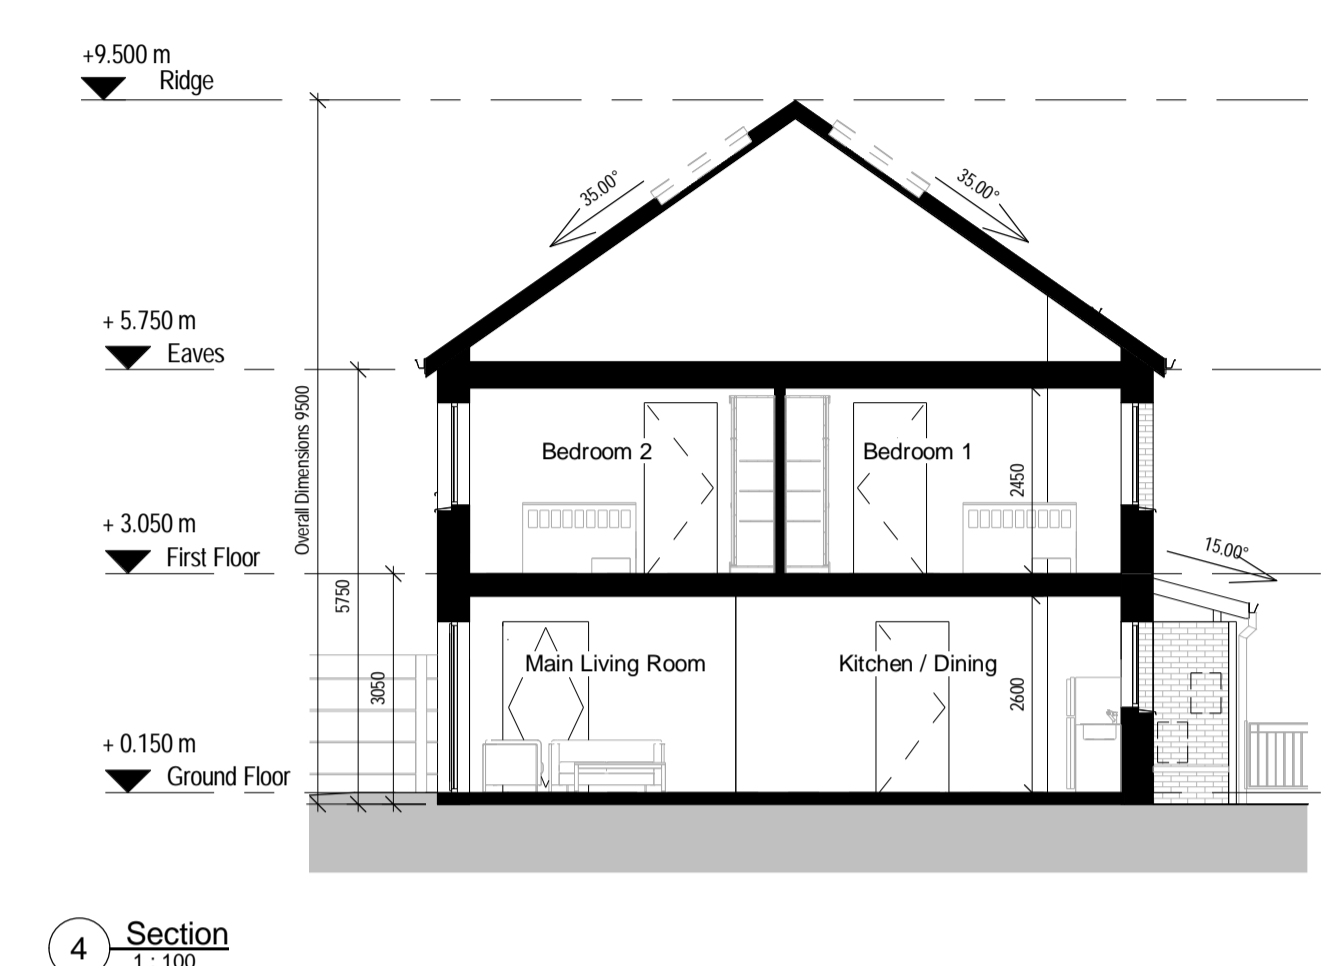 +9.500 m
Ridge
35.00°
35.00°
+ 5.750 m
Eaves
Overall Dimensions 9500
Bedroom 2
Bedroom 1
2450
+ 3.050 m
First Floor
15.00°
5750
3050
Main Living Room
Kitchen / Dining
2600
+ 0.150 m
Ground Floor
4
Section
1 : 100